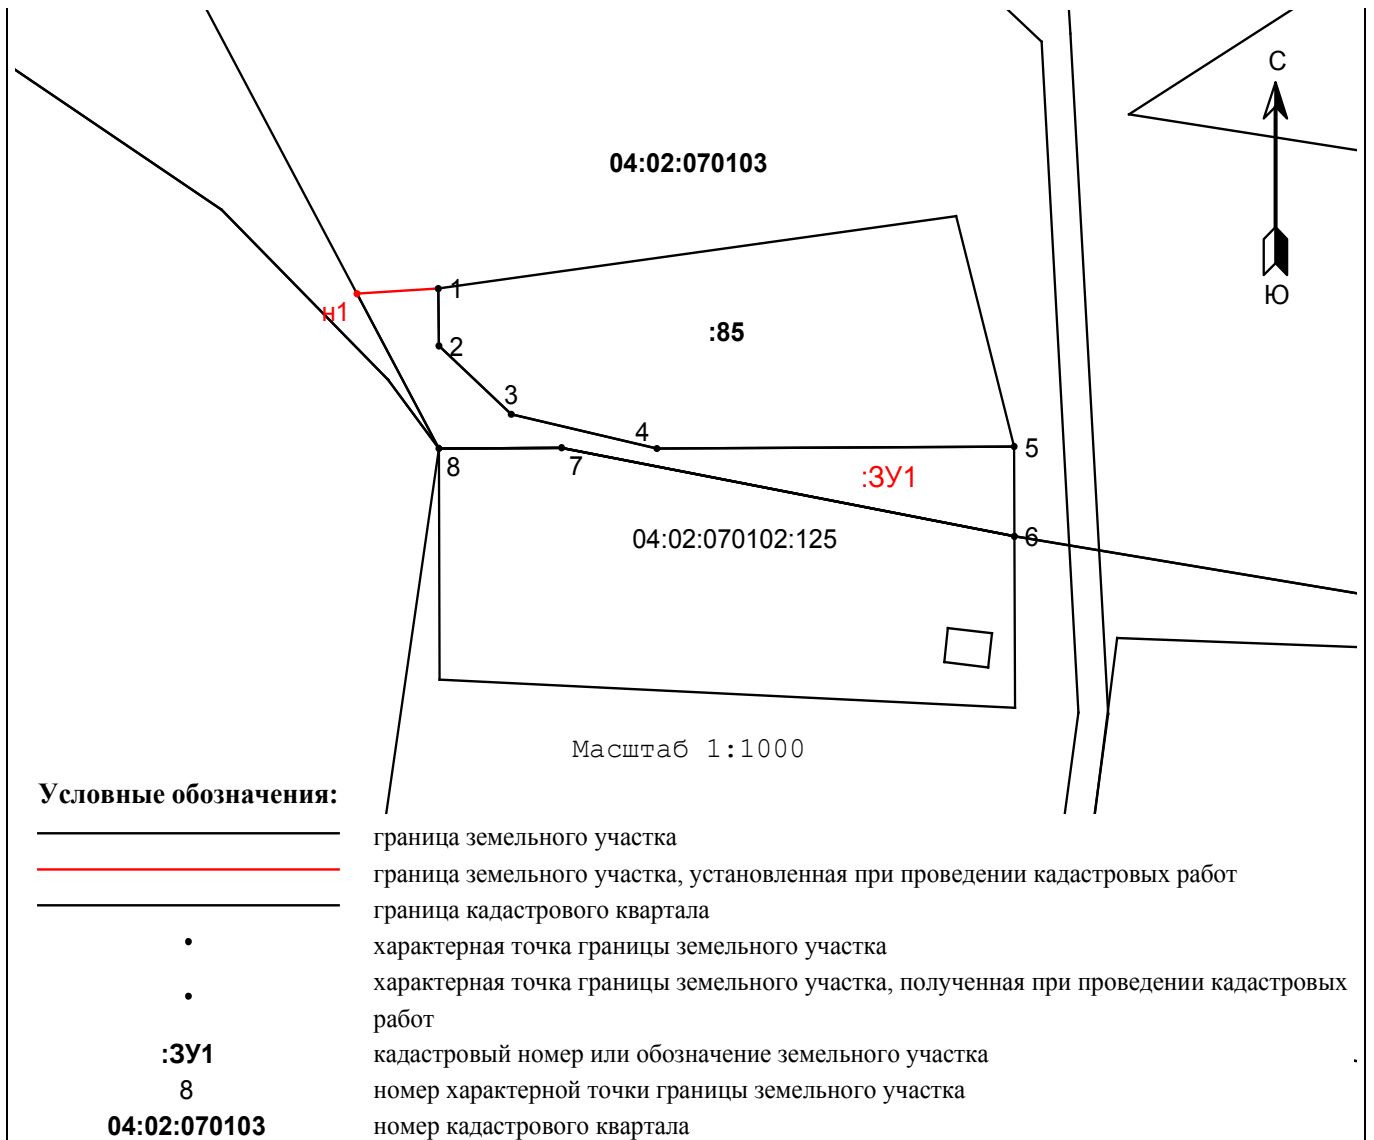 С
04:02:070103
Ю
н1
1
:85
2
3
4
5
8
7
:ЗУ1
6
04:02:070102:125
Масштаб 1:1000
Условные обозначения:
граница земельного участка
граница земельного участка, установленная при проведении кадастровых работ
граница кадастрового квартала
характерная точка границы земельного участка
характерная точка границы земельного участка, полученная при проведении кадастровых
работ
:ЗУ1 кадастровый номер или обозначение земельного участка
8 номер характерной точки границы земельного участка
04:02:070103 номер кадастрового квартала